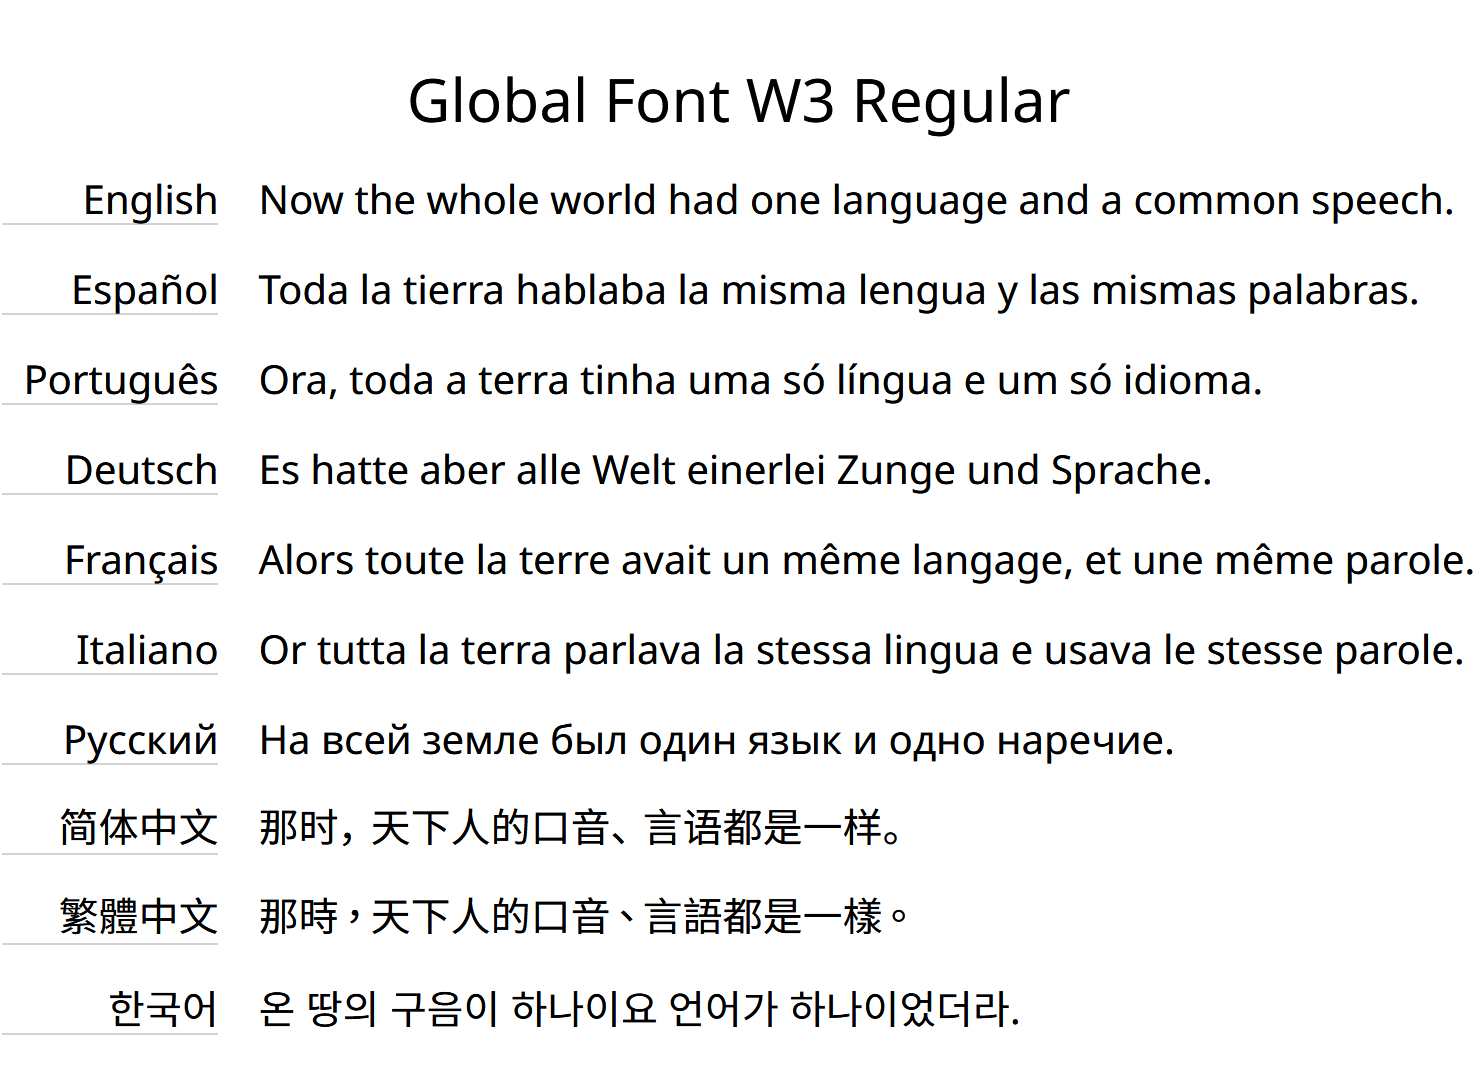 Global Font W3 Regular
English Now the whole world had one language and a common speech.
Español Toda la tierra hablaba la misma lengua y las mismas palabras.
Português Ora, toda a terra tinha uma só língua e um só idioma.
Deutsch Es hatte aber alle Welt einerlei Zunge und Sprache.
Français Alors toute la terre avait un même langage, et une même parole.
Italiano Or tutta la terra parlava la stessa lingua e usava le stesse parole.
Русский На всей земле был один язык и одно наречие.
简体中文 那时，天下人的口音、言语都是一样。
繁體中文 那時，天下人的口音、言語都是一樣。
한국어 온 땅의 구음이 하나이요 언어가 하나이었더라.